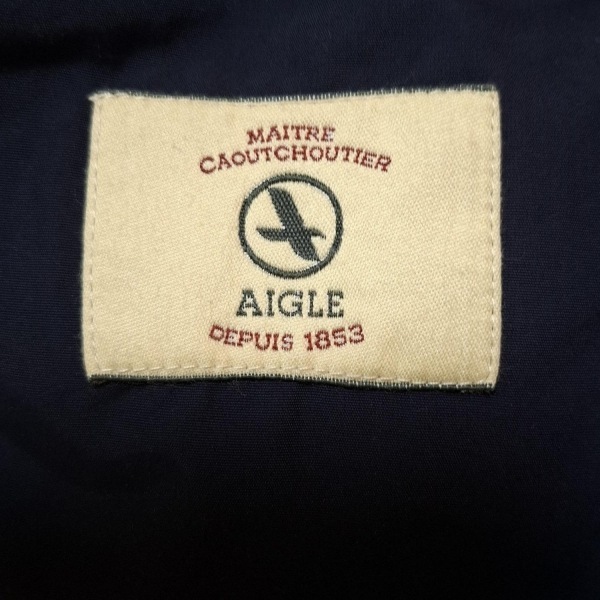 MAITRE
CAOUTCHOUTIER
AIGLE
DEPUIS 1853